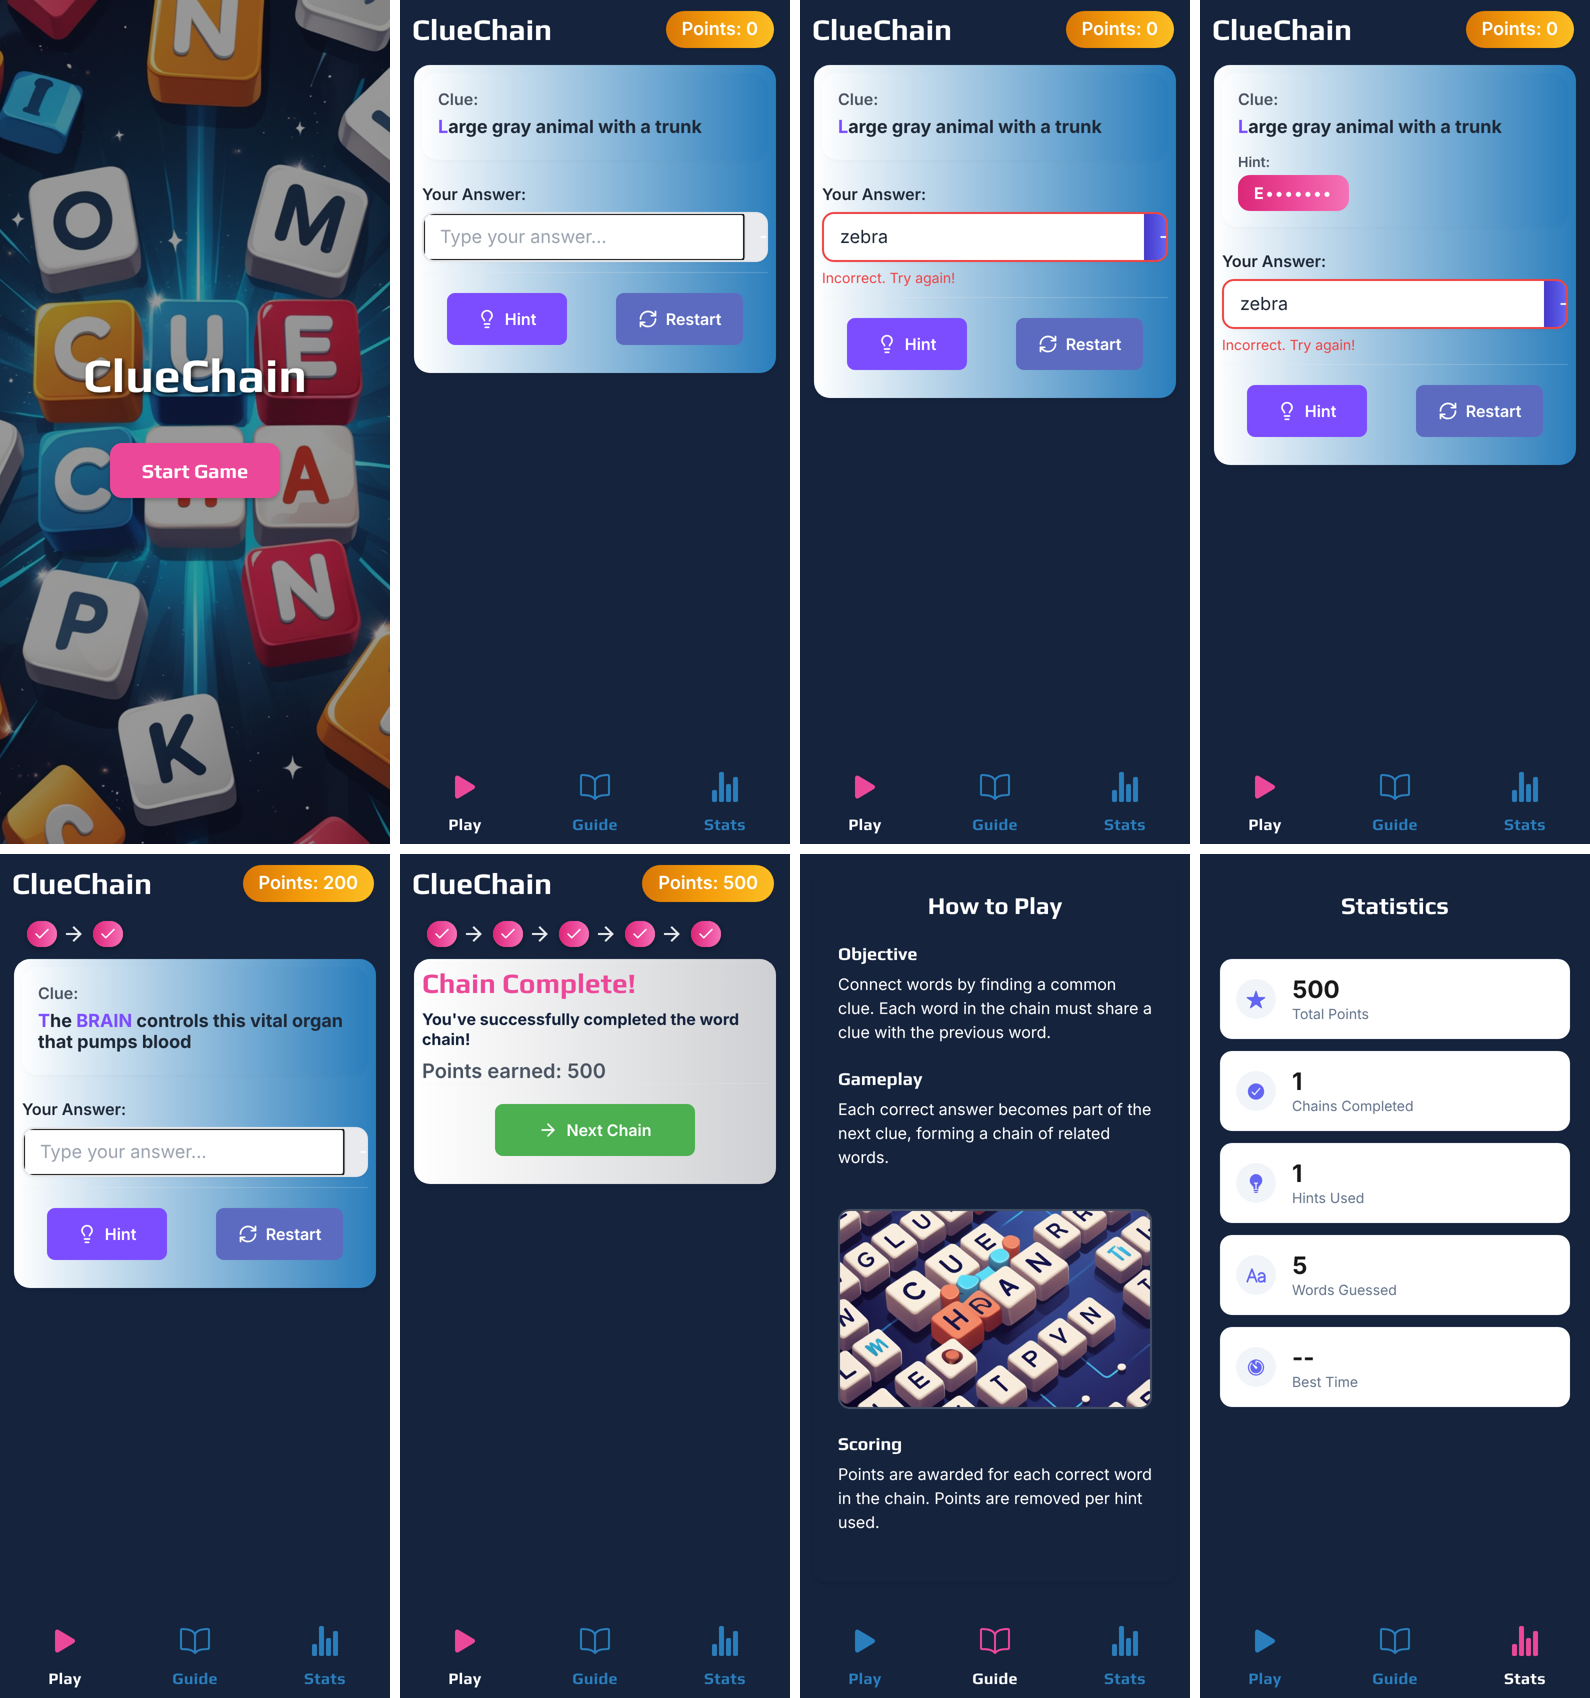 N
I
O
M
C U E
ClueChain
C H A
Start Game
N
P
K
C
ClueChain
Points: 0
Clue:
Large gray animal with a trunk
Your Answer:
Type your answer...
Hint
Restart
Play
Guide
Stats
ClueChain
Points: 0
Clue:
Large gray animal with a trunk
Your Answer:
zebra
Incorrect. Try again!
Hint
Restart
Play
Guide
Stats
ClueChain
Points: 0
Clue:
Large gray animal with a trunk
Hint:
E•••••••
Your Answer:
zebra
Incorrect. Try again!
Hint
Restart
Play
Guide
Stats
ClueChain
Points: 200
Clue:
The BRAIN controls this vital organ
that pumps blood
Your Answer:
Type your answer...
Hint
Restart
Play
Guide
Stats
ClueChain
Points: 500
Chain Complete!
You've successfully completed the word
chain!
Points earned: 500
Next Chain
Play
Guide
Stats
How to Play
Objective
Connect words by finding a common
clue. Each word in the chain must share a
clue with the previous word.
Gameplay
Each correct answer becomes part of the
next clue, forming a chain of related
words.
G L U
C U E
H A N
T P Y N
Scoring
Points are awarded for each correct word
in the chain. Points are removed per hint
used.
Play
Guide
Stats
Statistics
500
Total Points
1
Chains Completed
1
Hints Used
Aa
5
Words Guessed
--
Best Time
Play
Guide
Stats